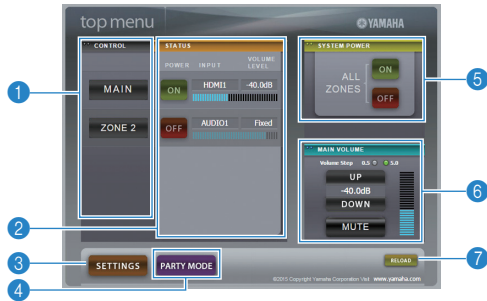 top menu
YAMAHA
CONTROL
MAIN
ZONE 2
STATUS
POWER INPUT VOLUME LEVEL
ON HDMI1 -40.0dB
OFF AUDIO1 Fixed
SYSTEM POWER
ALL ZONES
ON
OFF
MAIN VOLUME
Volume Step 0.5 5.0
UP
-40.0dB
DOWN
MUTE
SETTINGS
PARTY MODE
RELOAD
©2013 Copyright Yamaha Corporation Visit www.yamaha.com
1
2
3
4
5
6
7